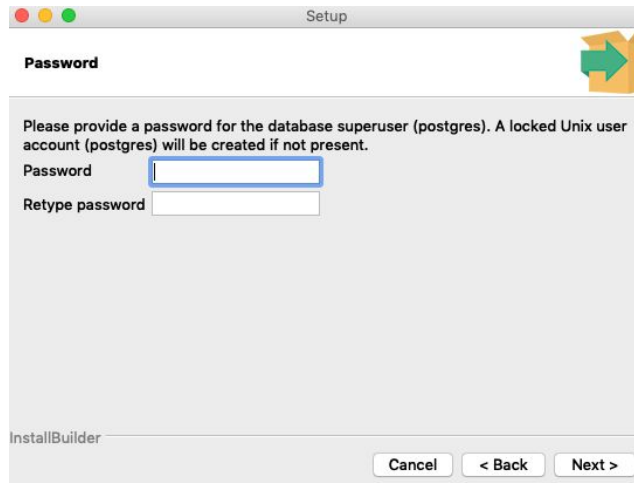 Setup
Password
Please provide a password for the database superuser (postgres). A locked Unix user
account (postgres) will be created if not present.
Password
Retype password
InstallBuilder
Cancel
< Back
Next >